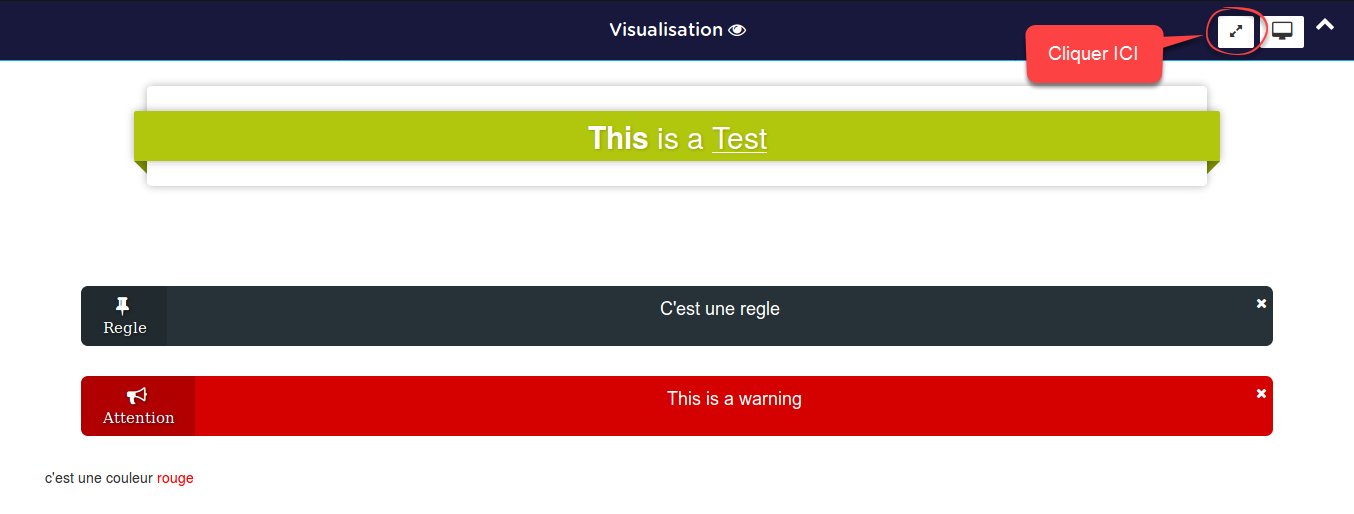 Visualisation
Cliquer ICI
This is a Test
Regle
C'est une regle
Attention
This is a warning
c'est une couleur rouge